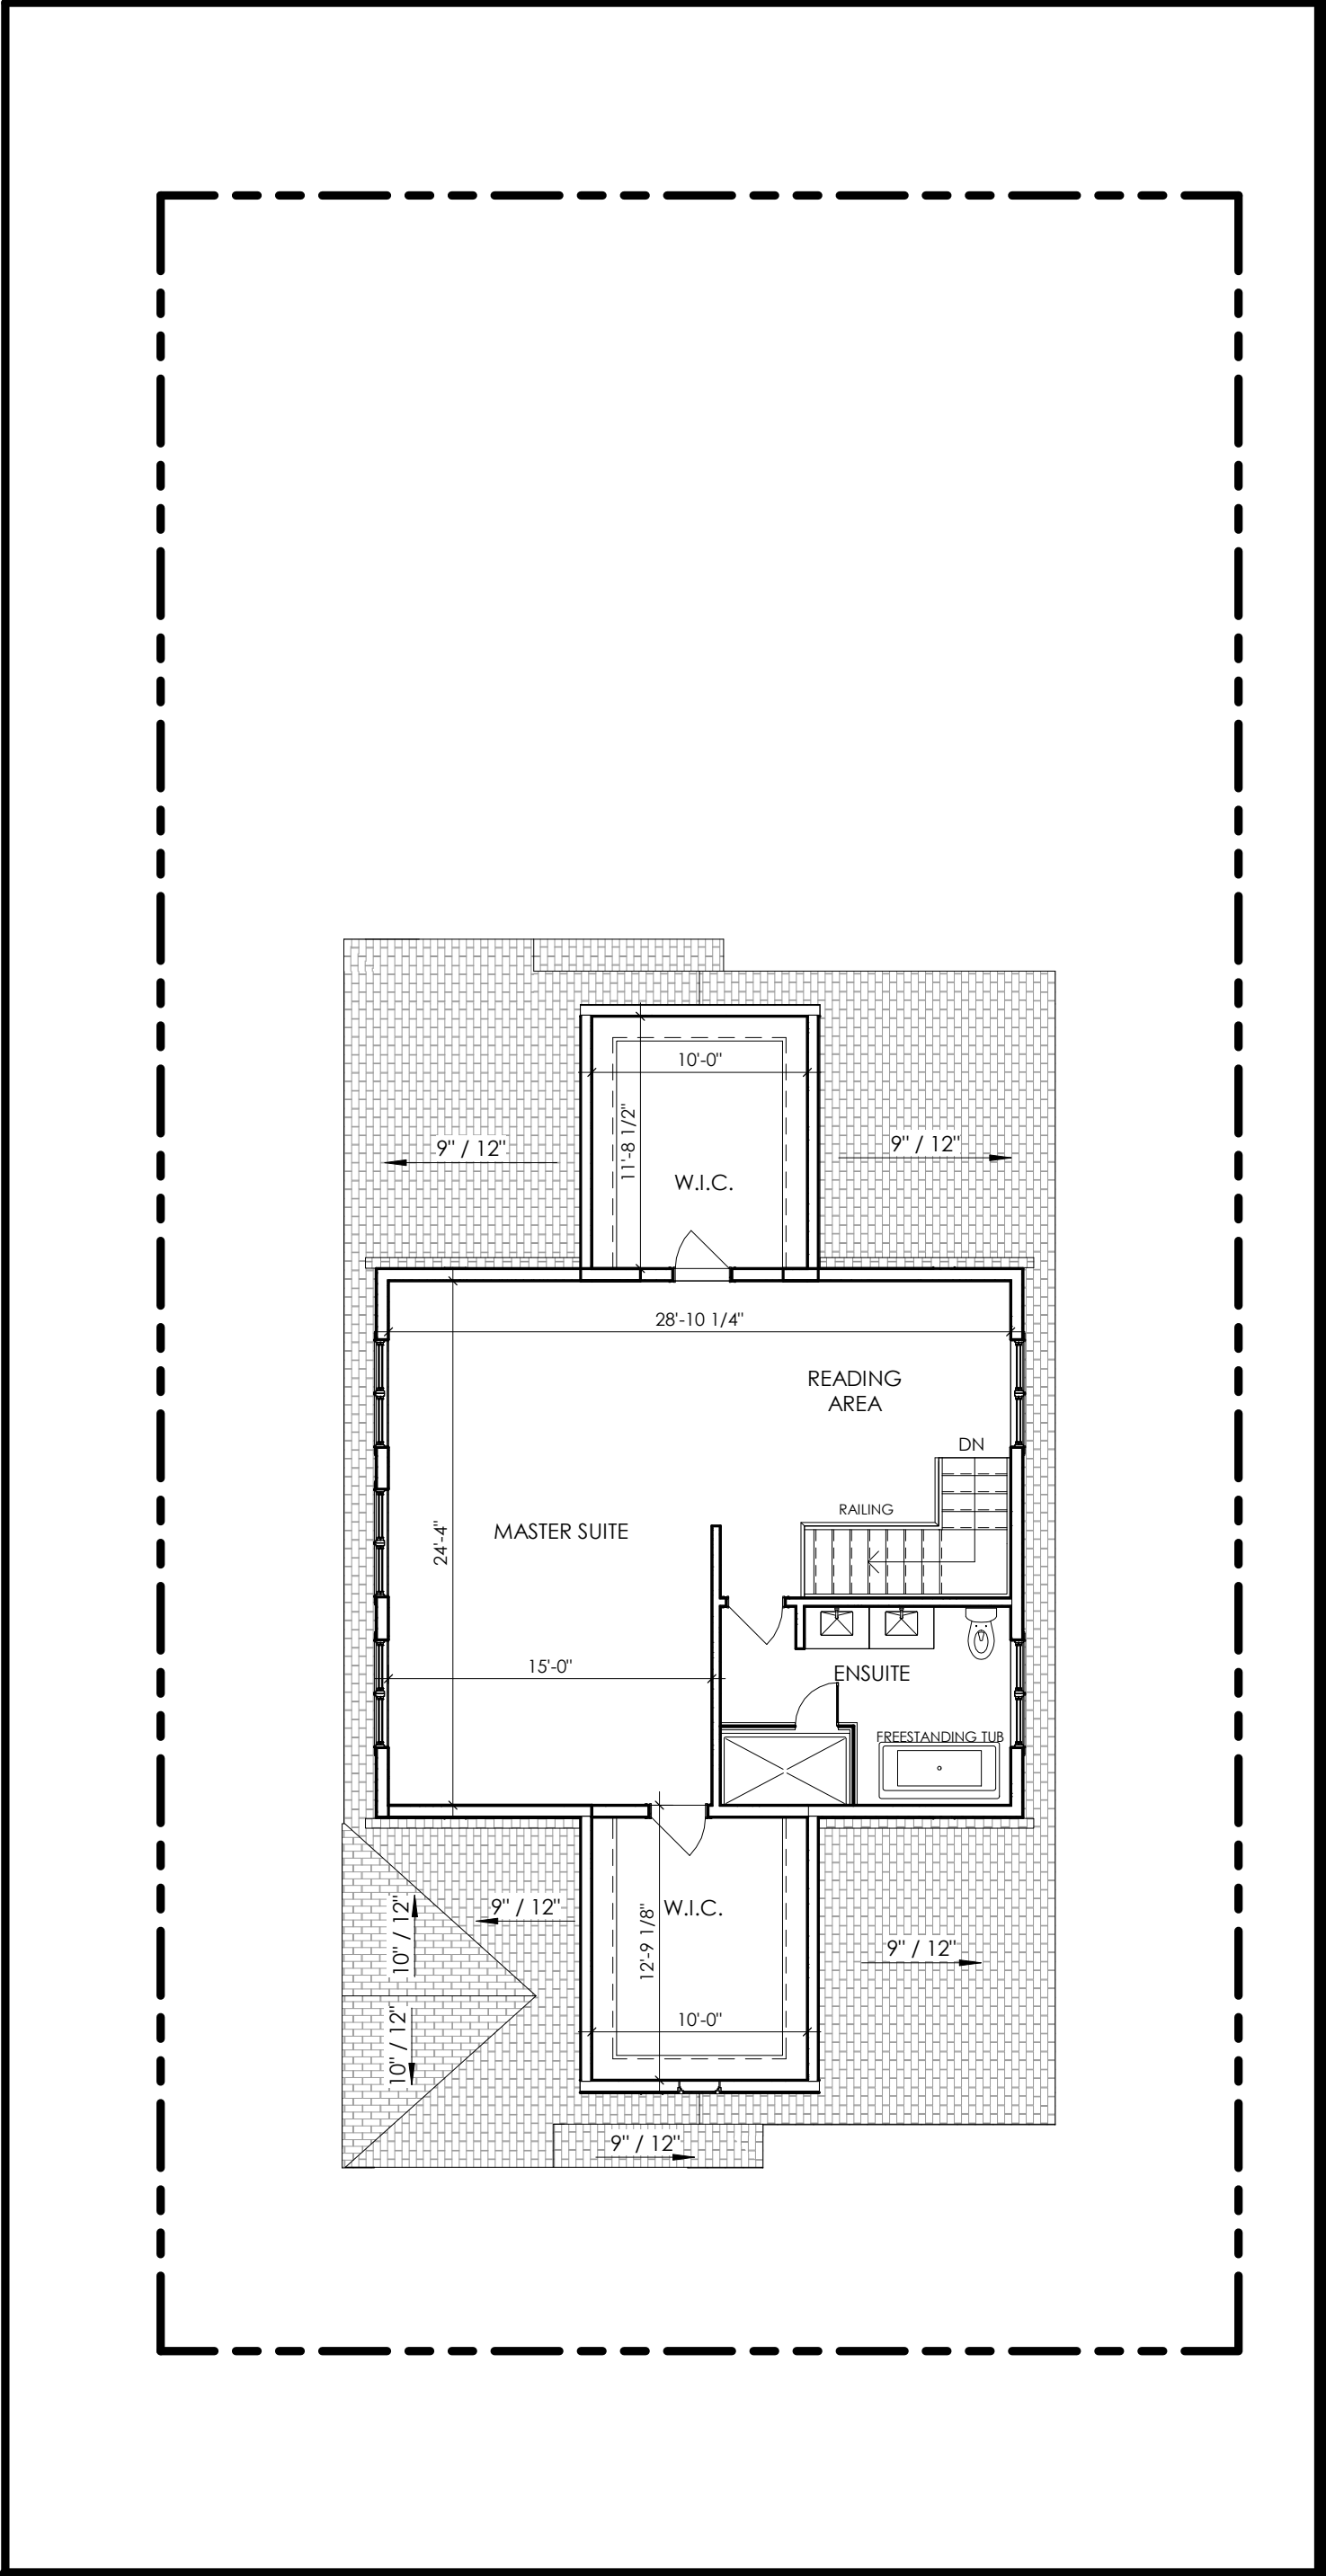 10'-0"
11'-8 1/2"
9" / 12"
9" / 12"
W.I.C.
28'-10 1/4"
READING
AREA
DN
RAILING
MASTER SUITE
24'-4"
15'-0"
ENSUITE
FREESTANDING TUB
W.I.C.
9" / 12"
10" / 12"
12'-9 1/8"
9" / 12"
10'-0"
10" / 12"
9" / 12"